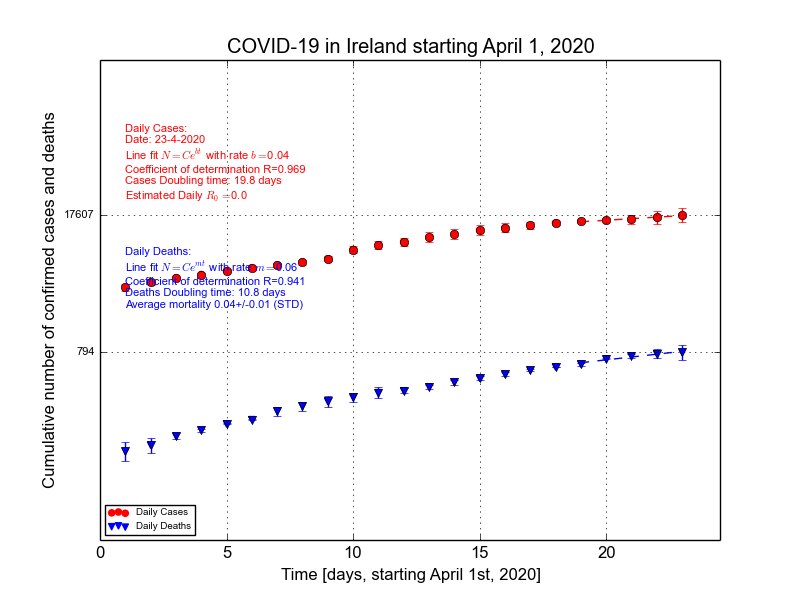 COVID-19 in Ireland starting April 1, 2020
Cumulative number of confirmed cases and deaths
Daily Cases:
Date: 23-4-2020
Line fit N=Ce^{bt} with rate b=0.04
Coefficient of determination R=0.969
Cases Doubling time: 19.8 days
Estimated Daily R_0=0.0
17607
Daily Deaths:
Line fit N=Ce^{mt} with rate m=0.06
Coefficient of determination R=0.941
Deaths Doubling time: 10.8 days
Average mortality 0.04+/-0.01 (STD)
794
Daily Cases
Daily Deaths
0 5 10 15 20
Time [days, starting April 1st, 2020]